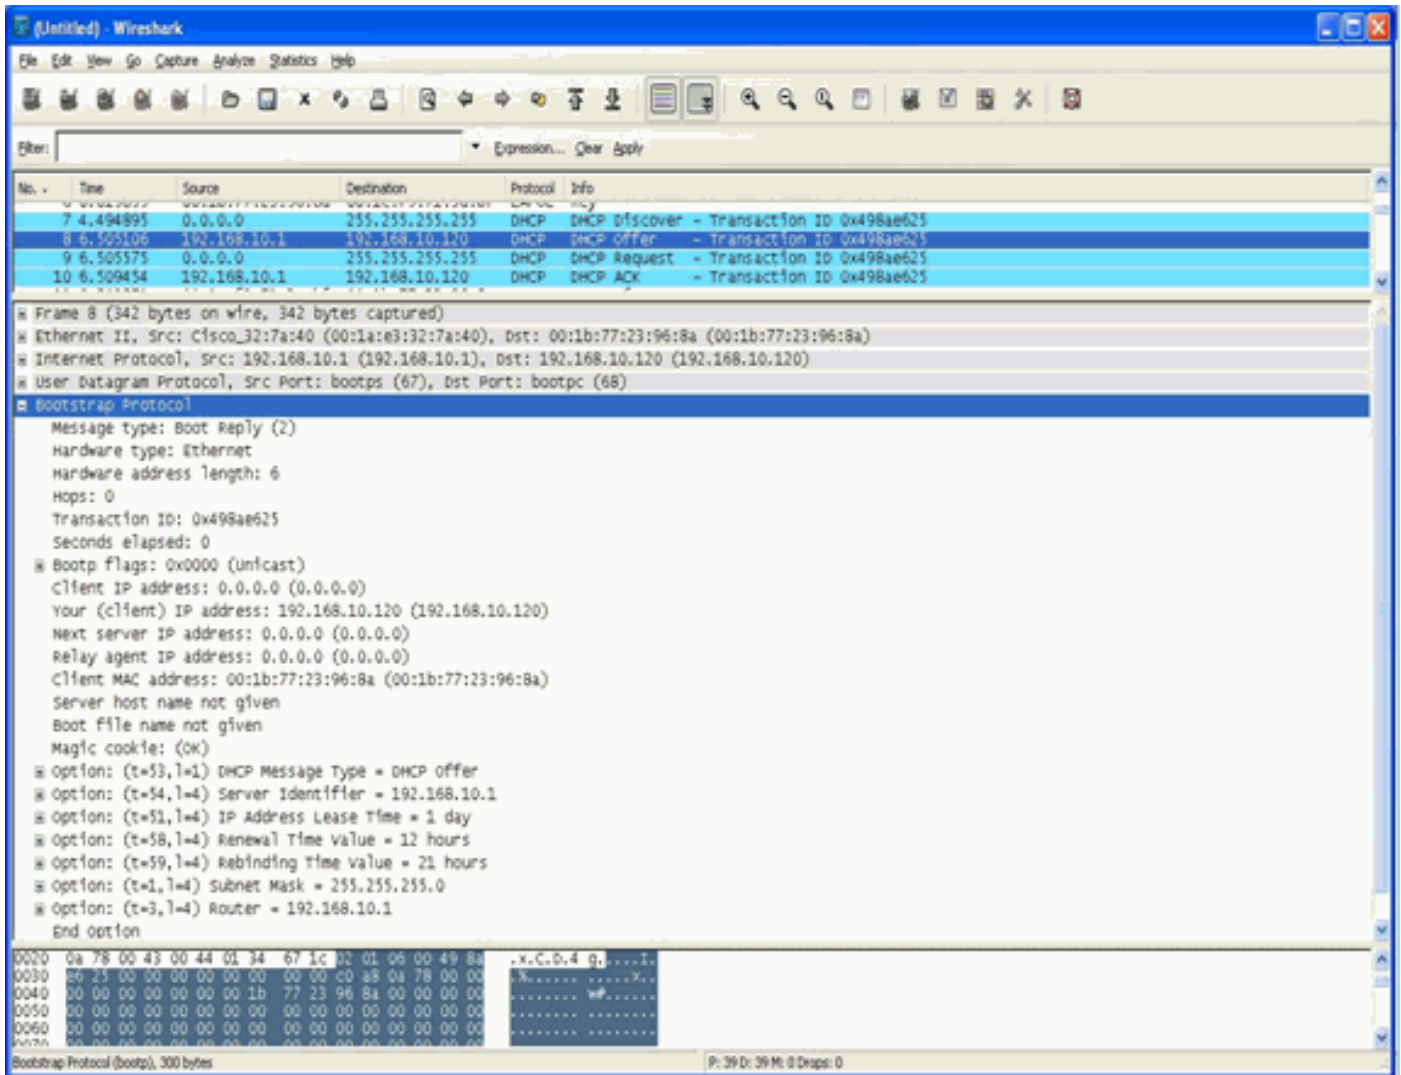 (Untitled) - Wireshark
File Edit View Go Capture Analyze Statistics Help
Filter: Expression... Clear Apply
No. - Time Source Destination Protocol Info
7 4.494895 0.0.0.0 255.255.255.255 DHCP DHCP Discover - Transaction ID 0x498ae625
8 6.505106 192.168.10.1 192.168.10.120 DHCP DHCP Offer - Transaction ID 0x498ae625
9 6.505575 0.0.0.0 255.255.255.255 DHCP DHCP Request - Transaction ID 0x498ae625
10 6.509454 192.168.10.1 192.168.10.120 DHCP DHCP ACK - Transaction ID 0x498ae625
Frame 8 (342 bytes on wire, 342 bytes captured)
Ethernet II, Src: Cisco_32:7a:40 (00:1a:e3:32:7a:40), Dst: 00:1b:77:23:96:8a (00:1b:77:23:96:8a)
Internet Protocol, Src: 192.168.10.1 (192.168.10.1), Dst: 192.168.10.120 (192.168.10.120)
User Datagram Protocol, Src Port: bootps (67), Dst Port: bootpc (68)
Bootstrap Protocol
Message type: Boot Reply (2)
Hardware type: Ethernet
Hardware address length: 6
Hops: 0
Transaction ID: 0x498ae625
Seconds elapsed: 0
Bootp flags: 0x0000 (Unicast)
Client IP address: 0.0.0.0 (0.0.0.0)
Your (client) IP address: 192.168.10.120 (192.168.10.120)
Next server IP address: 0.0.0.0 (0.0.0.0)
Relay agent IP address: 0.0.0.0 (0.0.0.0)
Client MAC address: 00:1b:77:23:96:8a (00:1b:77:23:96:8a)
Server host name not given
Boot file name not given
Magic cookie: (OK)
Option: (t=53,l=1) DHCP Message Type = DHCP Offer
Option: (t=54,l=4) Server Identifier = 192.168.10.1
Option: (t=51,l=4) IP Address Lease Time = 1 day
Option: (t=58,l=4) Renewal Time Value = 12 hours
Option: (t=59,l=4) Rebinding Time Value = 21 hours
Option: (t=1,l=4) Subnet Mask = 255.255.255.0
Option: (t=3,l=4) Router = 192.168.10.1
End Option
0020 0a 78 00 43 00 44 01 34 67 1c 02 01 06 00 49 8a .x.C.D.4 g.....I.
0030 e6 25 00 00 00 00 00 00 00 00 c0 a8 0a 78 00 00 .%...... .....x..
0040 00 00 00 00 00 00 00 1b 77 23 96 8a 00 00 00 00 ........ w#......
0050 00 00 00 00 00 00 00 00 00 00 00 00 00 00 00 00 ........ ........
0060 00 00 00 00 00 00 00 00 00 00 00 00 00 00 00 00 ........ ........
Bootstrap Protocol (bootp), 300 bytes P: 39 D: 39 M: 0 Drops: 0